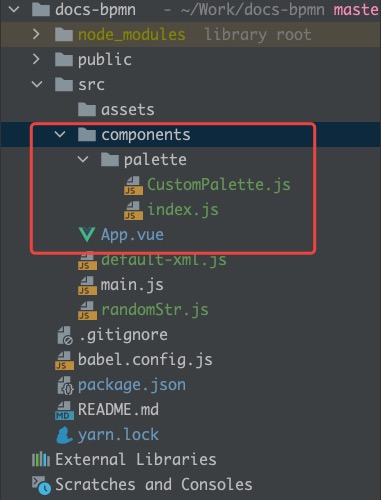 docs-bpmn - ~/Work/docs-bpmn maste
node_modules library root
public
src
assets
components
palette
JS CustomPalette.js
JS index.js
App.vue
JS default-xml.js
JS main.js
JS randomStr.js
.gitignore
JS babel.config.js
package.json
MD README.md
yarn.lock
External Libraries
Scratches and Consoles